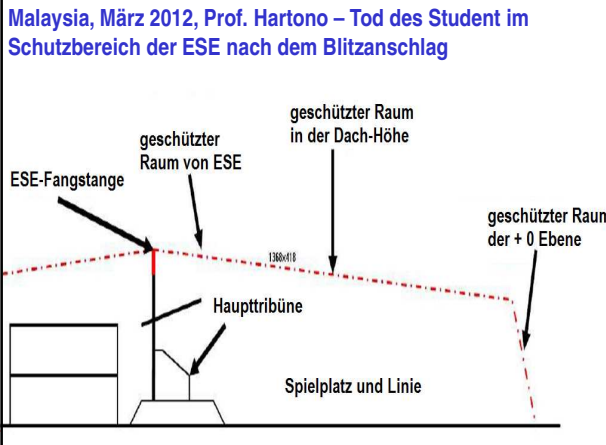 Malaysia, März 2012, Prof. Hartono – Tod des Student im
Schutzbereich der ESE nach dem Blitzanschlag
geschützter Raum
in der Dach-Höhe
geschützter
Raum von ESE
ESE-Fangstange
geschützter Raum
der + 0 Ebene
1368x418
Haupttribüne
Spielplatz und Linie